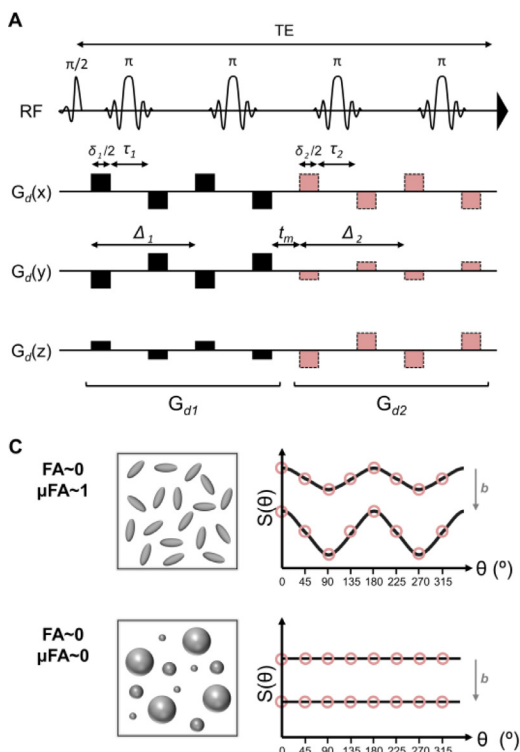 A
TE
π/2 π π π π
RF
δ1/2 τ1 δ2/2 τ2
Gd(x)
Δ1 tm Δ2
Gd(y)
Gd(z)
Gd1 Gd2
C
FA~0
μFA~1
S(θ)
b
0 45 90 135 180 225 270 315
θ (º)
FA~0
μFA~0
S(θ)
b
0 45 90 135 180 225 270 315
θ (º)